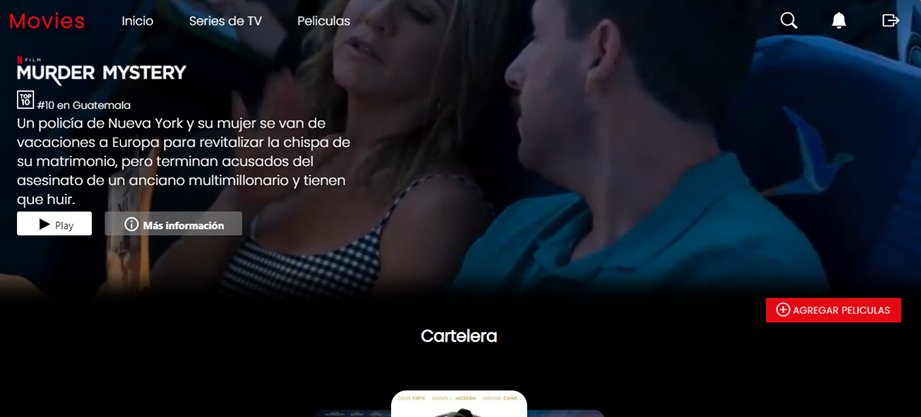 Movies Inicio Series de TV Peliculas
N FILM
MURDER MYSTERY
TOP 10 #10 en Guatemala
Un policía de Nueva York y su mujer se van de
vacaciones a Europa para revitalizar la chispa de
su matrimonio, pero terminan acusados del
asesinato de un anciano multimillonario y tienen
que huir.
Play Más información
AGREGAR PELICULAS
Cartelera
COLIN FIRTH SAMUEL L. JACKSON MICHAEL CAINE